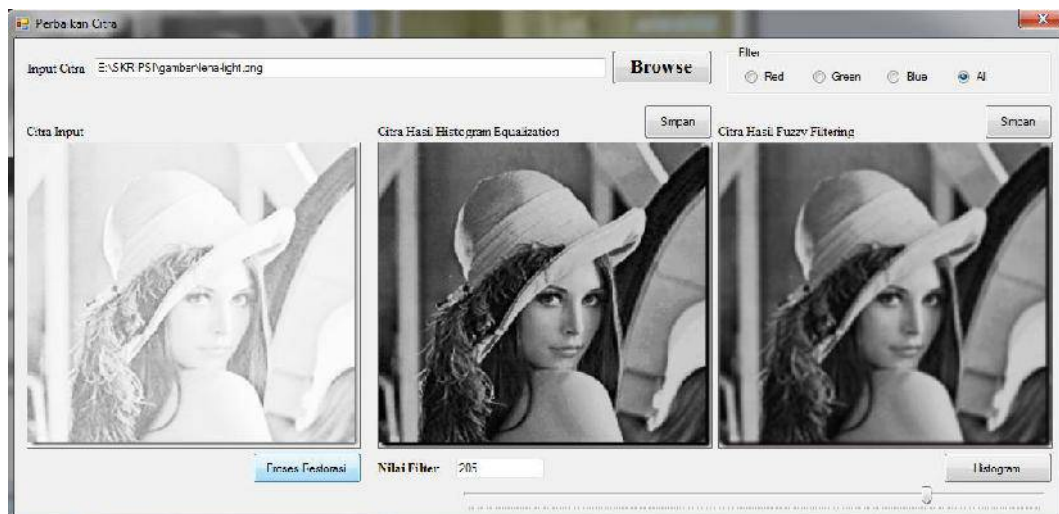 Perbaikan Citra
Input Citra E:\SKRIPSI\gambar\lena-light.png Browse
Filter
Red Green Blue All
Simpan Simpan
Citra Input Citra Hasil Histogram Equalization Citra Hasil Fuzzy Filtering
Proses Restorasi Nilai Filter 205 Histogram